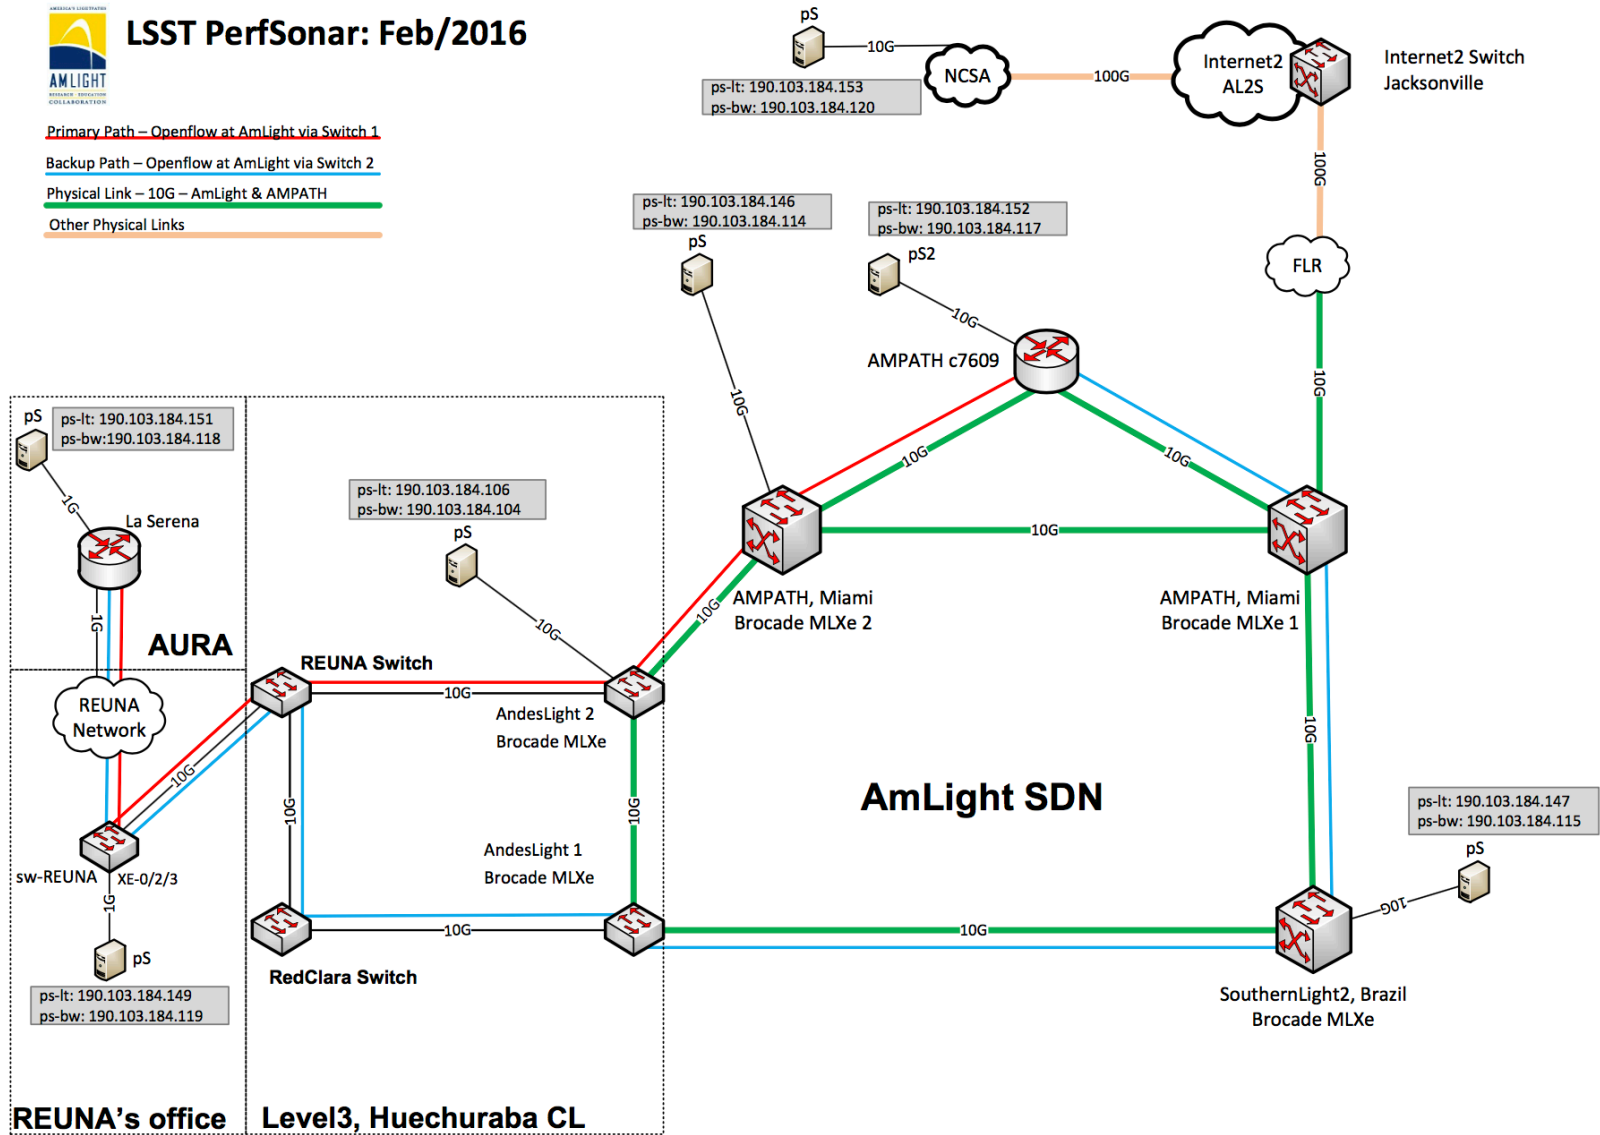 AMERICA'S LIGHTPATHS
AMLIGHT
RESEARCH · EDUCATION
COLLABORATION
LSST PerfSonar: Feb/2016
Primary Path – Openflow at AmLight via Switch 1
Backup Path – Openflow at AmLight via Switch 2
Physical Link – 10G – AmLight & AMPATH
Other Physical Links
pS
10G
ps-lt: 190.103.184.153
ps-bw: 190.103.184.120
NCSA
100G
Internet2
AL2S
Internet2 Switch
Jacksonville
100G
FLR
10G
ps-lt: 190.103.184.146
ps-bw: 190.103.184.114
pS
10G
ps-lt: 190.103.184.152
ps-bw: 190.103.184.117
pS2
10G
AMPATH c7609
10G
10G
10G
AMPATH, Miami
Brocade MLXe 2
AMPATH, Miami
Brocade MLXe 1
pS
ps-lt: 190.103.184.151
ps-bw:190.103.184.118
1G
La Serena
1G
AURA
ps-lt: 190.103.184.106
ps-bw: 190.103.184.104
pS
10G
10G
REUNA Switch
10G
AndesLight 2
Brocade MLXe
REUNA
Network
10G
10G
10G
10G
AmLight SDN
AndesLight 1
Brocade MLXe
sw-REUNA
XE-0/2/3
1G
pS
ps-lt: 190.103.184.149
ps-bw: 190.103.184.119
10G
RedClara Switch
10G
ps-lt: 190.103.184.147
ps-bw: 190.103.184.115
pS
10G
SouthernLight2, Brazil
Brocade MLXe
REUNA's office
Level3, Huechuraba CL